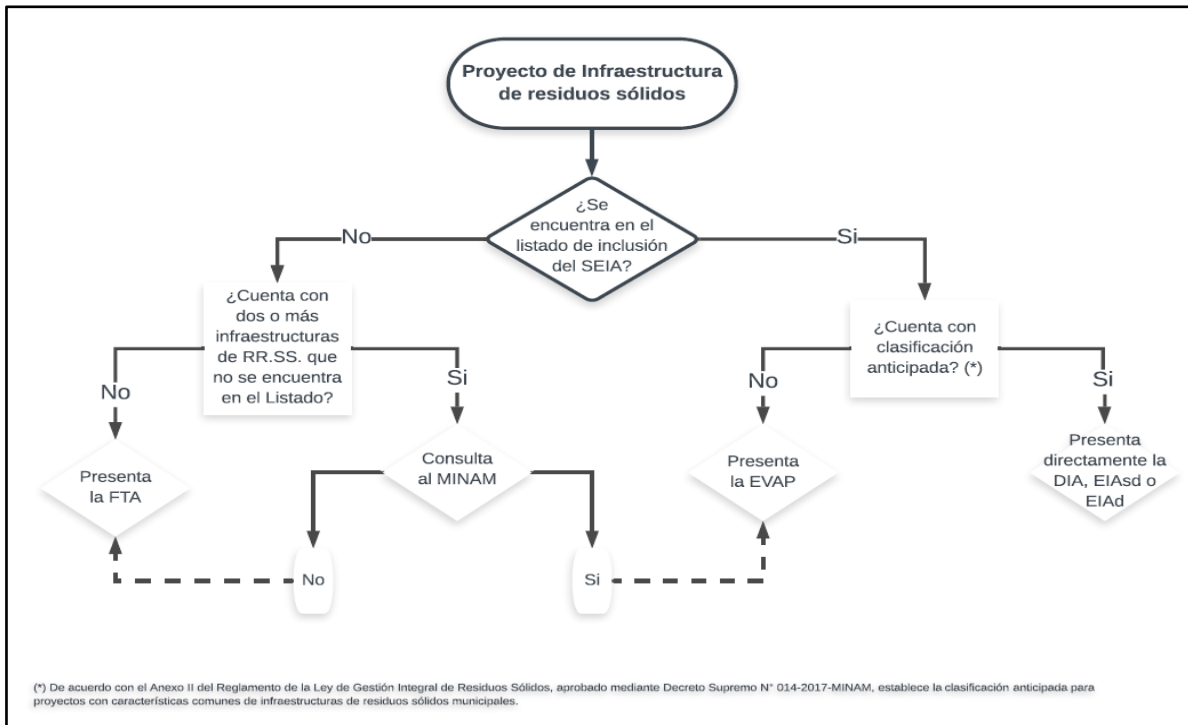 Proyecto de Infraestructura
de residuos sólidos
¿Se
encuentra en el
listado de inclusión
del SEIA?
No
Si
¿Cuenta con
dos o más
infraestructuras
de RR.SS. que
no se encuentra
en el Listado?
¿Cuenta con
clasificación
anticipada? (*)
No
Si
No
Si
Presenta
la FTA
Consulta
al MINAM
Presenta
la EVAP
Presenta
directamente la
DIA, EIAsd o
EIAd
No
Si
(*) De acuerdo con el Anexo II del Reglamento de la Ley de Gestión Integral de Residuos Sólidos, aprobado mediante Decreto Supremo N° 014-2017-MINAM, establece la clasificación anticipada para
proyectos con características comunes de infraestructuras de residuos sólidos municipales.